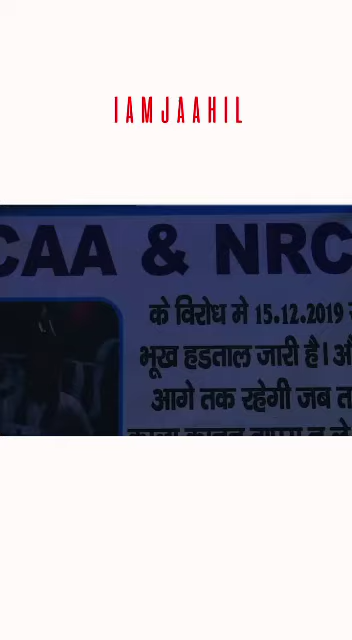 IAMJAAHIL
CAA & NRC
के विरोध मे 15.12.2019
भूख हडताल जारी है।
आगे तक रहेगी जब